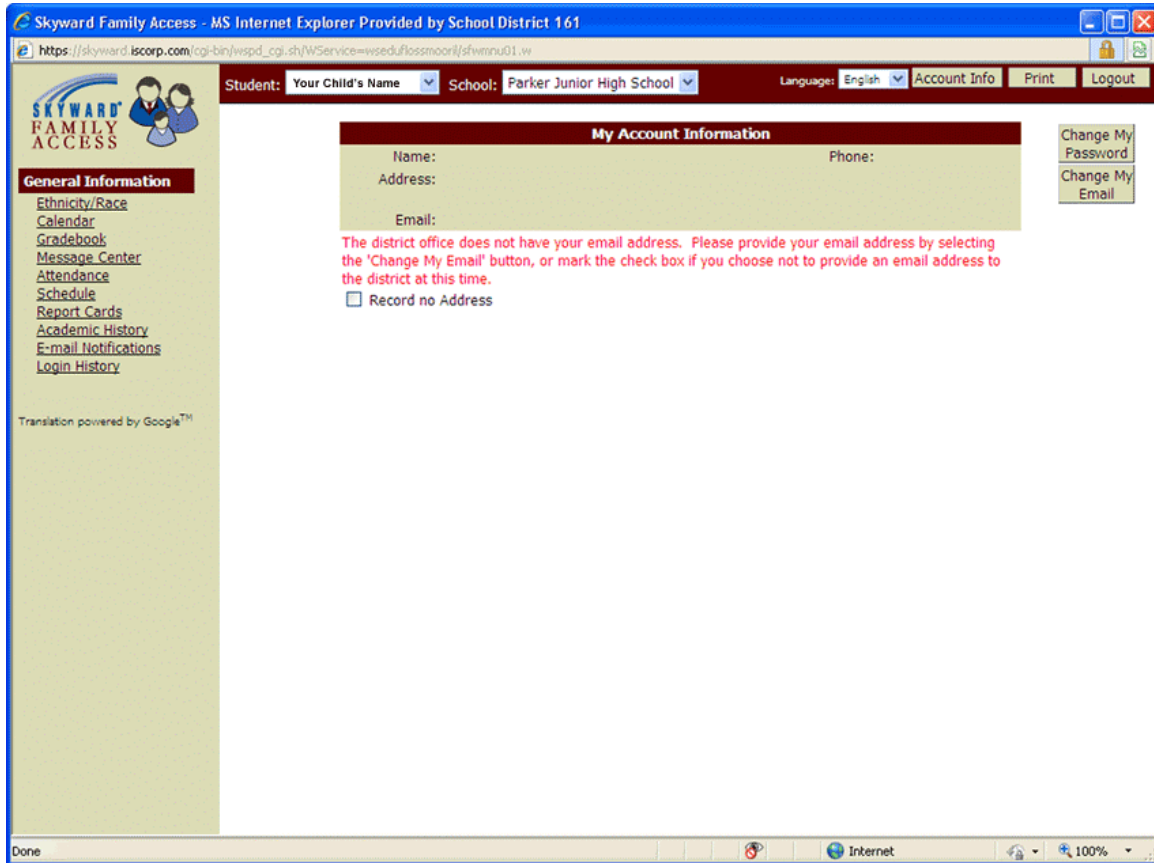 Skyward Family Access - MS Internet Explorer Provided by School District 161
https://skyward.iscorp.com/cgi-bin/wspd_cgi.sh/WService=wseduflossmooril/sfwmnu01.w
SKYWARD®
FAMILY
ACCESS
Student: Your Child's Name School: Parker Junior High School Language: English Account Info Print Logout
General Information
Ethnicity/Race
Calendar
Gradebook
Message Center
Attendance
Schedule
Report Cards
Academic History
E-mail Notifications
Login History
Translation powered by Google™
My Account Information
Name: Phone:
Address:
Email:
Change My
Password
Change My
Email
The district office does not have your email address. Please provide your email address by selecting
the 'Change My Email' button, or mark the check box if you choose not to provide an email address to
the district at this time.
Record no Address
Done Internet 100%